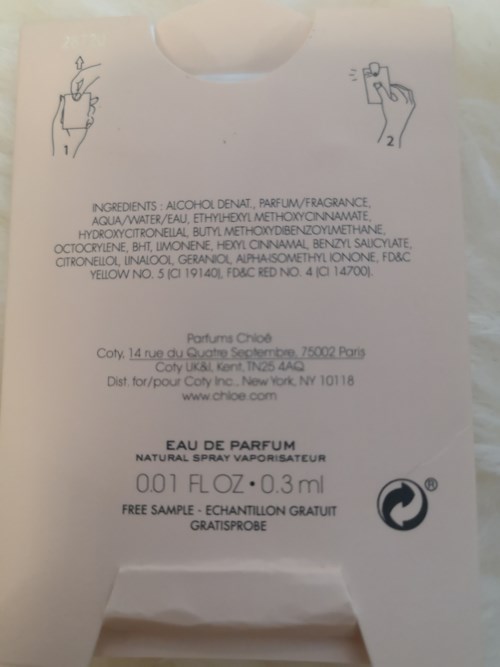 1
2
INGREDIENTS : ALCOHOL DENAT., PARFUM/FRAGRANCE,
AQUA/WATER/EAU, ETHYLHEXYL METHOXYCINNAMATE,
HYDROXYCITRONELLAL, BUTYL METHOXYDIBENZOYLMETHANE,
OCTOCRYLENE, BHT, LIMONENE, HEXYL CINNAMAL, BENZYL SALICYLATE,
CITRONELLOL, LINALOOL, GERANIOL, ALPHA-ISOMETHYL IONONE, FD&C
YELLOW NO. 5 (CI 19140), FD&C RED NO. 4 (CI 14700).
Parfums Chloé
Coty, 14 rue du Quatre Septembre, 75002 Paris
Coty UK&I, Kent, TN25 4AQ
Dist. for/pour Coty Inc., New York, NY 10118
www.chloe.com
EAU DE PARFUM
NATURAL SPRAY VAPORISATEUR
0.01 FL OZ • 0.3 ml
FREE SAMPLE - ECHANTILLON GRATUIT
GRATISPROBE
®